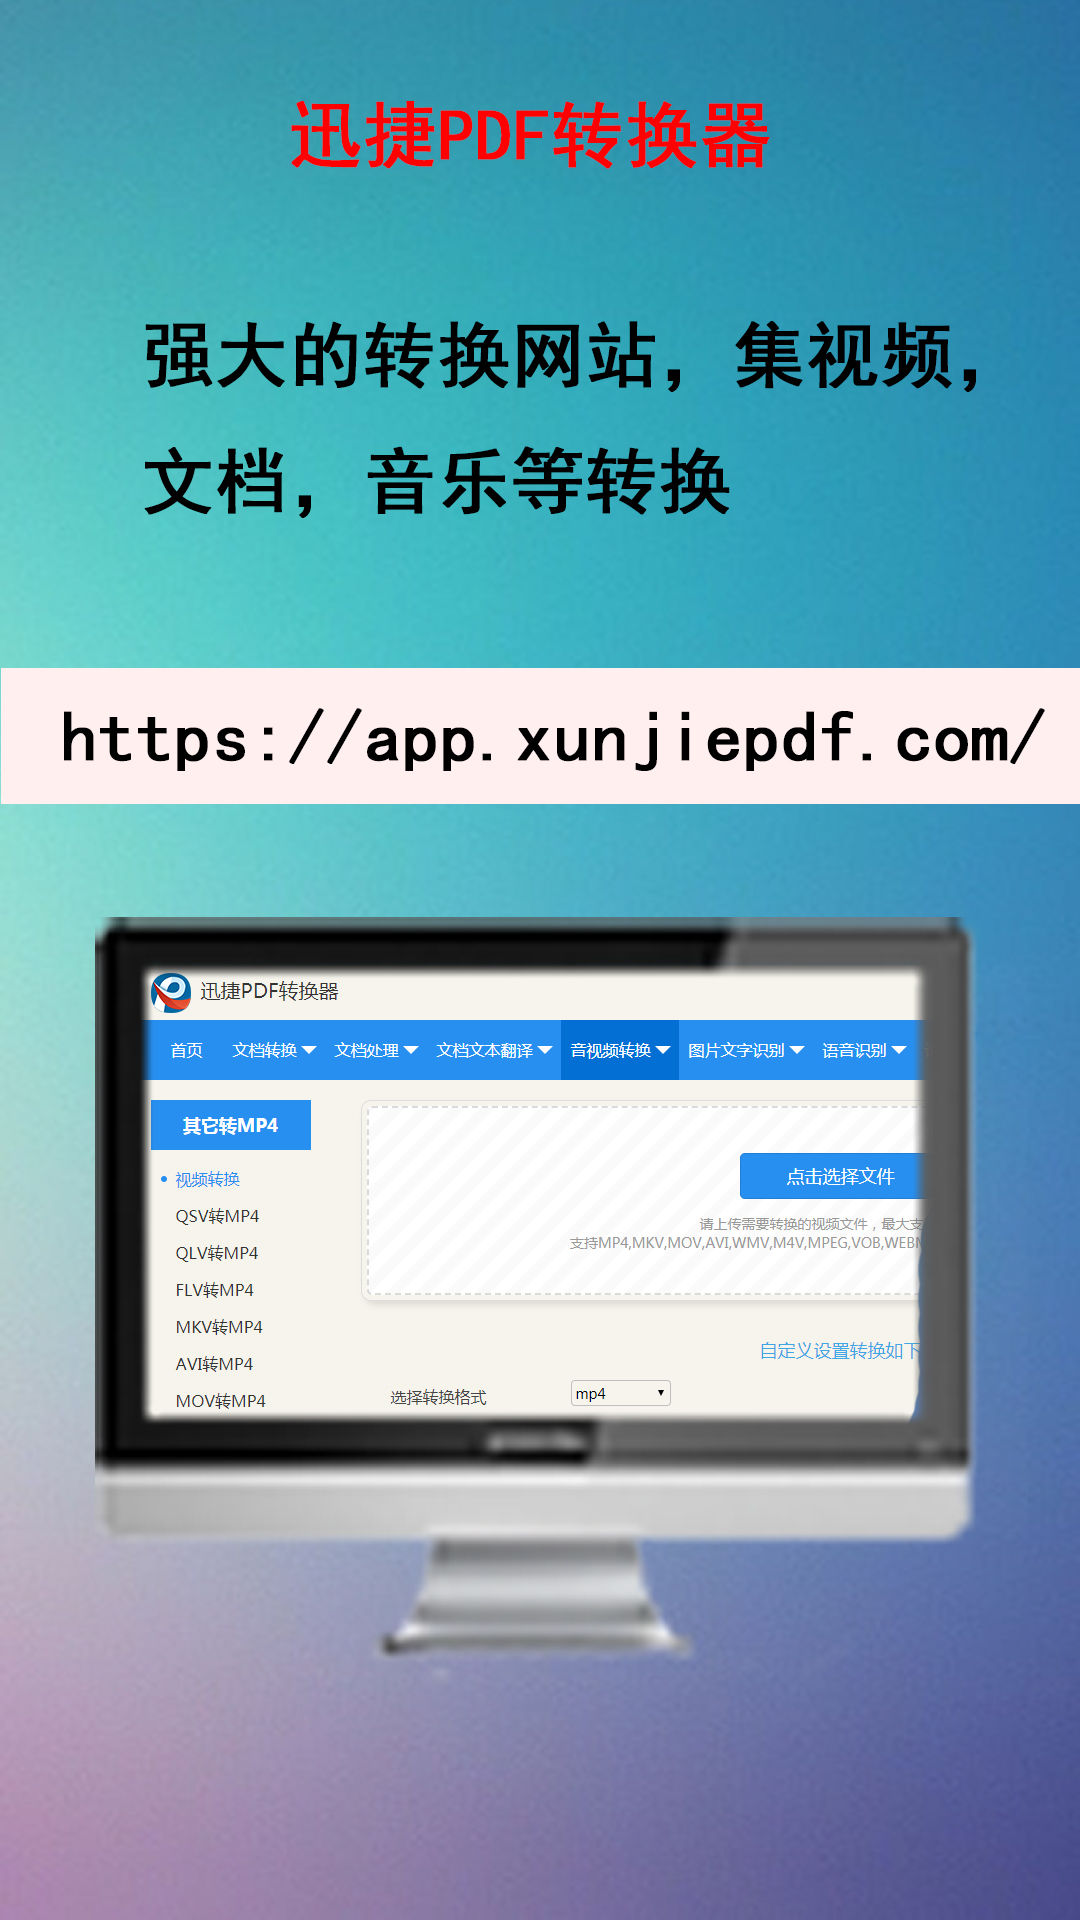 迅捷PDF转换器
强大的转换网站，集视频，
文档，音乐等转换
https://app.xunjiepdf.com/
迅捷PDF转换器
首页 文档转换 文档处理 文档文本翻译 音视频转换 图片文字识别 语音识别
其它转MP4
视频转换
QSV转MP4
QLV转MP4
FLV转MP4
MKV转MP4
AVI转MP4
MOV转MP4
点击选择文件
请上传需要转换的视频文件，最大支
支持MP4,MKV,MOV,AVI,WMV,M4V,MPEG,VOB,WEBM
自定义设置转换如下
选择转换格式 mp4